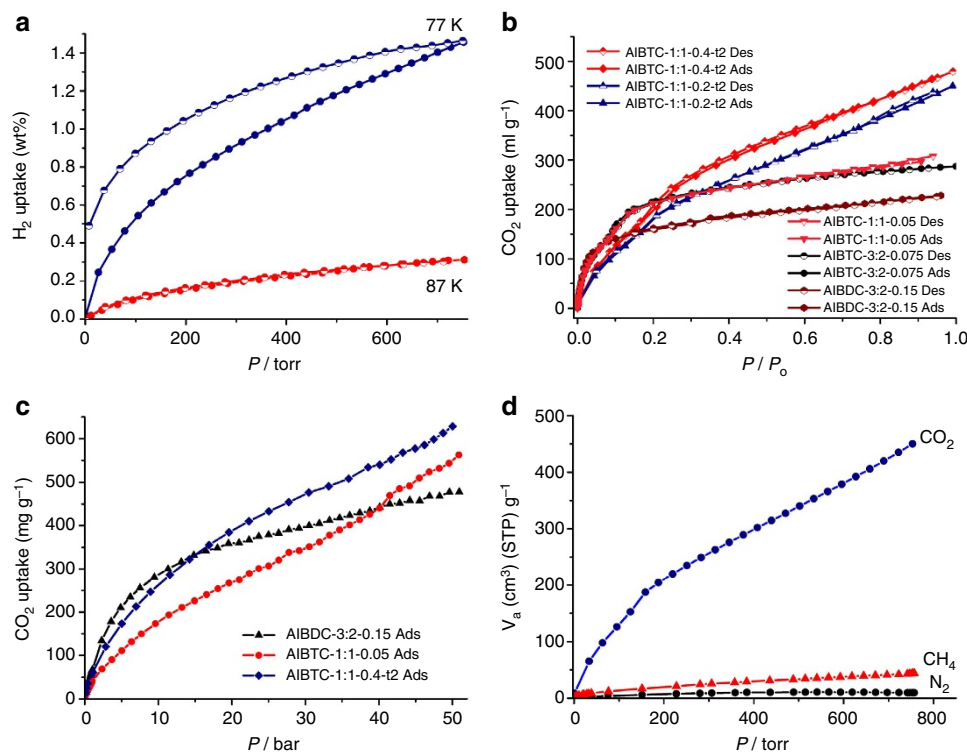 a
77 K
1.4
1.2
1.0
0.8
0.6
0.4
0.2
0.0
H₂ uptake (wt%)
87 K
0
200
400
600
P / torr
b
AlBTC-1:1-0.4-t2 Des
AlBTC-1:1-0.4-t2 Ads
AlBTC-1:1-0.2-t2 Des
AlBTC-1:1-0.2-t2 Ads
500
400
300
200
100
0
CO₂ uptake (ml g⁻¹)
AlBTC-1:1-0.05 Des
AlBTC-1:1-0.05 Ads
AlBTC-3:2-0.075 Des
AlBTC-3:2-0.075 Ads
AlBDC-3:2-0.15 Des
AlBDC-3:2-0.15 Ads
0.0
0.2
0.4
0.6
0.8
1.0
P / Pₒ
c
600
500
400
300
200
100
0
CO₂ uptake (mg g⁻¹)
AlBDC-3:2-0.15 Ads
AlBTC-1:1-0.05 Ads
AlBTC-1:1-0.4-t2 Ads
0
10
20
30
40
50
P / bar
d
500
400
300
200
100
0
Vₐ (cm³) (STP) g⁻¹
CO₂
CH₄
N₂
0
200
400
600
800
P / torr